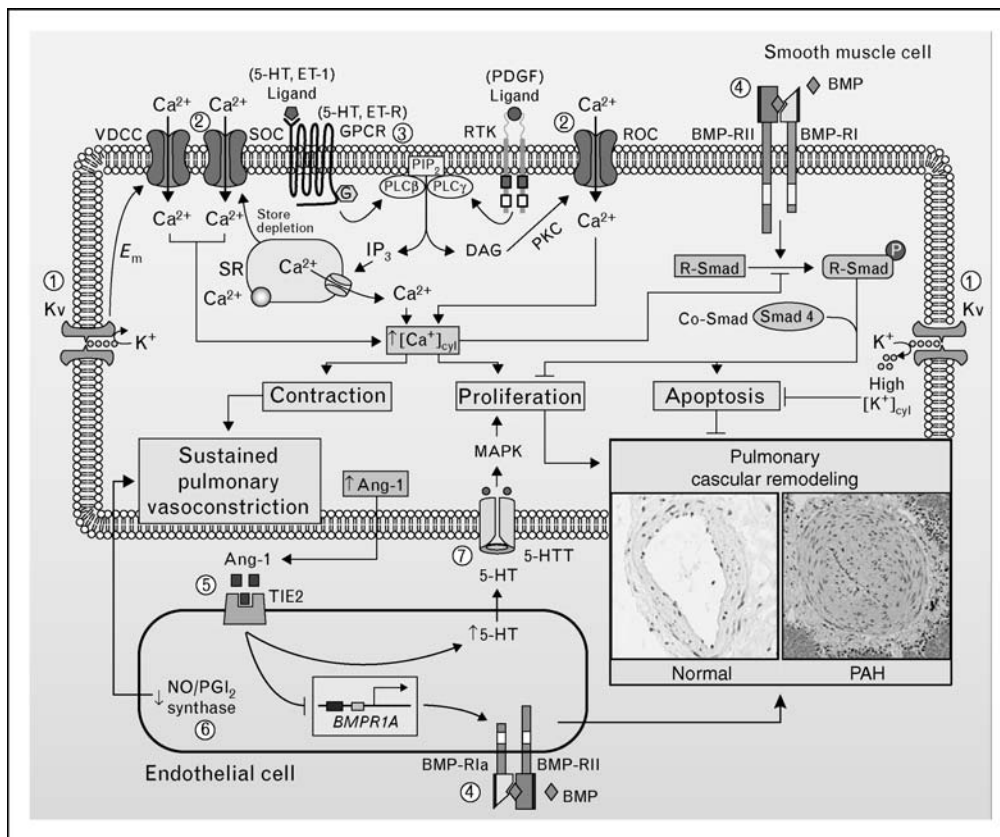 Smooth muscle cell
(5-HT, ET-1)
Ligand
(PDGF)
Ligand
④
BMP
Ca²⁺
②
Ca²⁺
(5-HT, ET-R)
GPCR ③
②
Ca²⁺
VDCC
SOC
RTK
ROC
BMP-RII
BMP-RI
PIP₂
G
PLCβ
PLCγ
Ca²⁺
Ca²⁺
Store
depletion
Ca²⁺
PKC
Eₘ
IP₃
DAG
SR
Ca²⁺
Ca²⁺
Ca²⁺
P
R-Smad
R-Smad
①
Kv
K⁺
①
Kv
K⁺
Co-Smad
Smad 4
↑[Ca⁺]cyl
High
[K⁺]cyl
Contraction
Proliferation
Apoptosis
MAPK
Sustained
pulmonary
vasoconstriction
↑Ang-1
Pulmonary
cascular remodeling
Normal
PAH
Ang-1
⑤
TIE2
⑦
5-HTT
5-HT
↑5-HT
↓NO/PGI₂
synthase
⑥
BMPR1A
Endothelial cell
BMP-RIa
BMP-RII
④
BMP